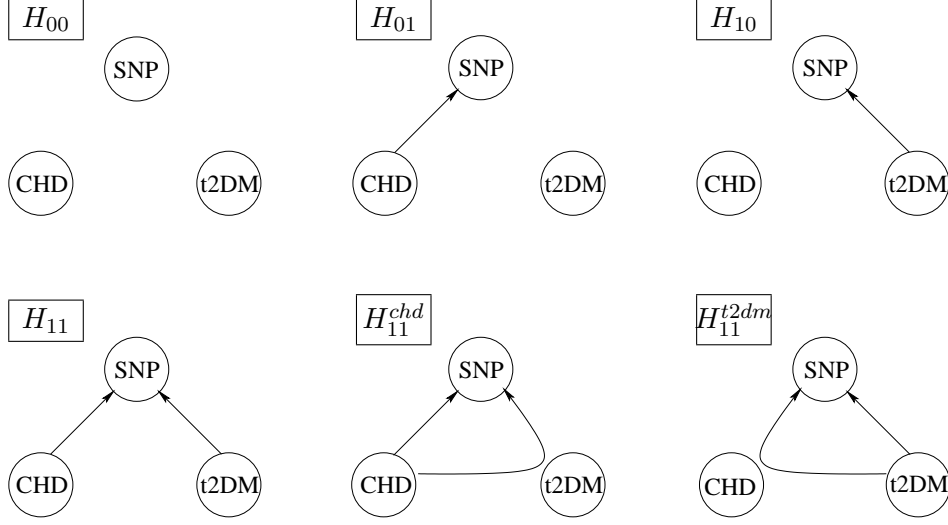 H₀₀ H₀₁ H₁₀
SNP SNP SNP
CHD t2DM CHD t2DM CHD t2DM
H₁₁ H₁₁ᶜʰᵈ H₁₁ᵗ²ᵈᵐ
SNP SNP SNP
CHD t2DM CHD t2DM CHD t2DM